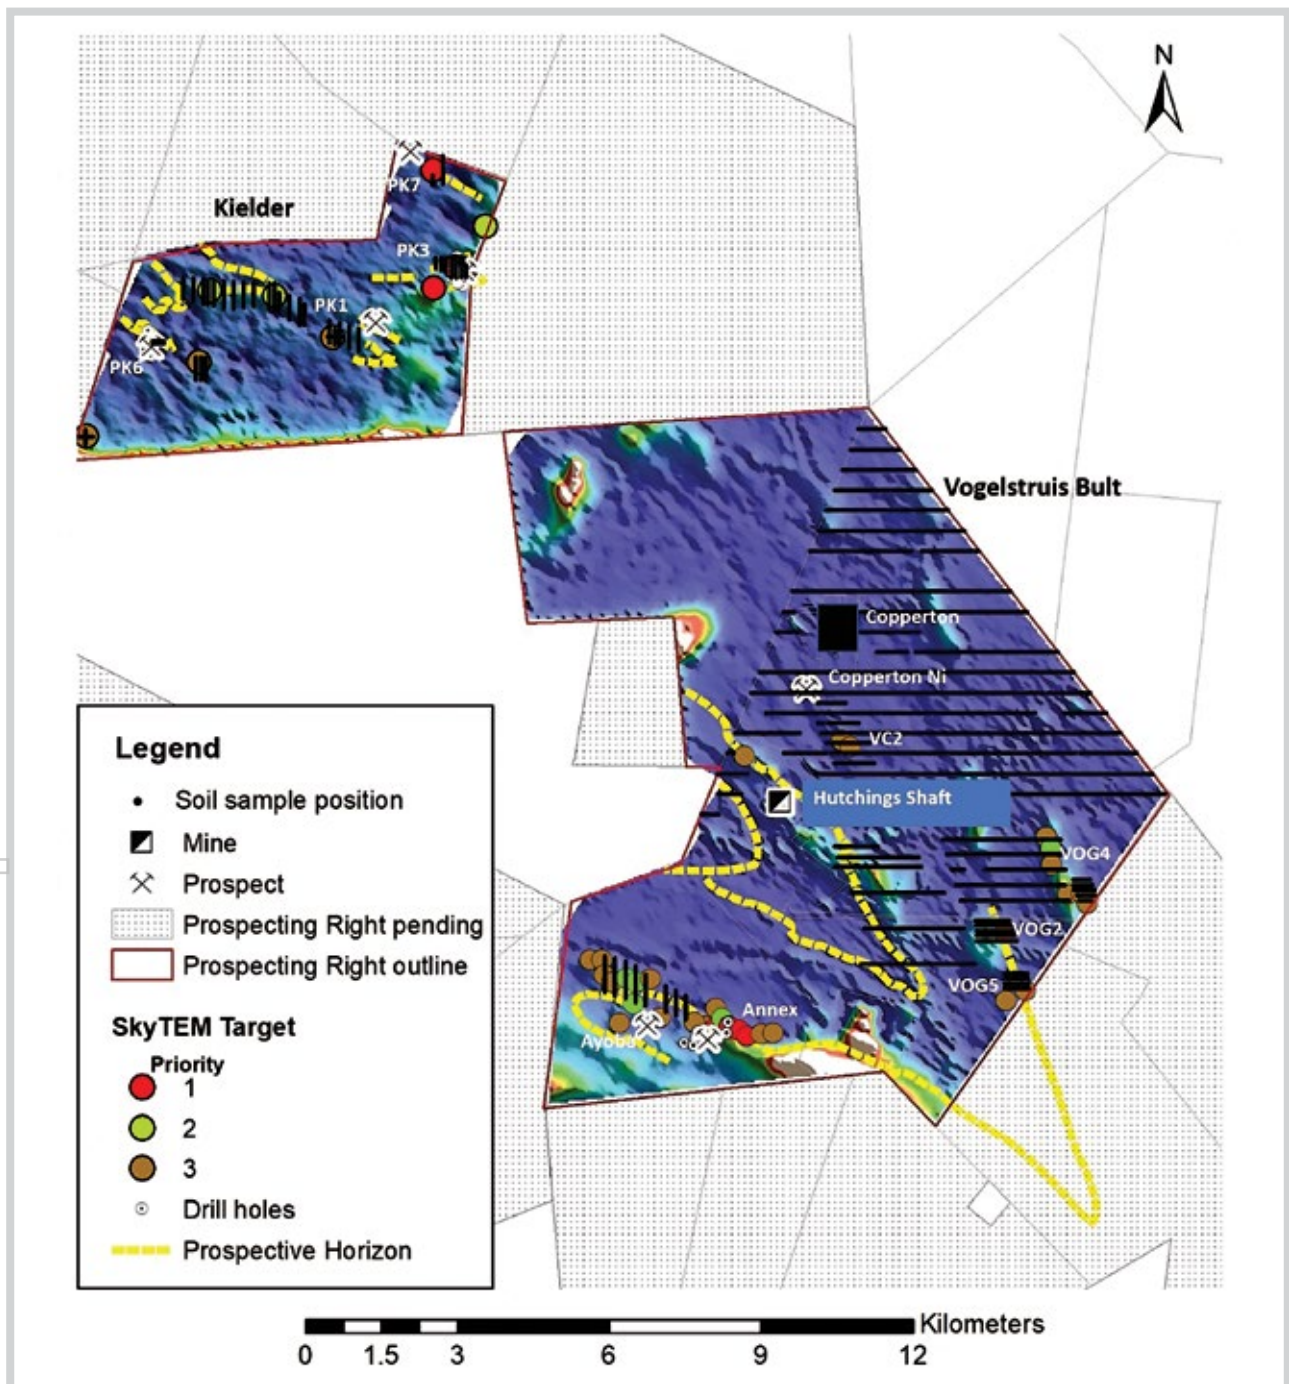 N
PK7
Kielder
PK3
PK1
PK6
Vogelstruis Bult
Copperton
Copperton Ni
VC2
Hutchings Shaft
VOG4
VOG2
VOG5
Annex
Ayoba
Legend
Soil sample position
Mine
Prospect
Prospecting Right pending
Prospecting Right outline
SkyTEM Target
Priority
1
2
3
Drill holes
Prospective Horizon
Kilometers
0 1.5 3 6 9 12